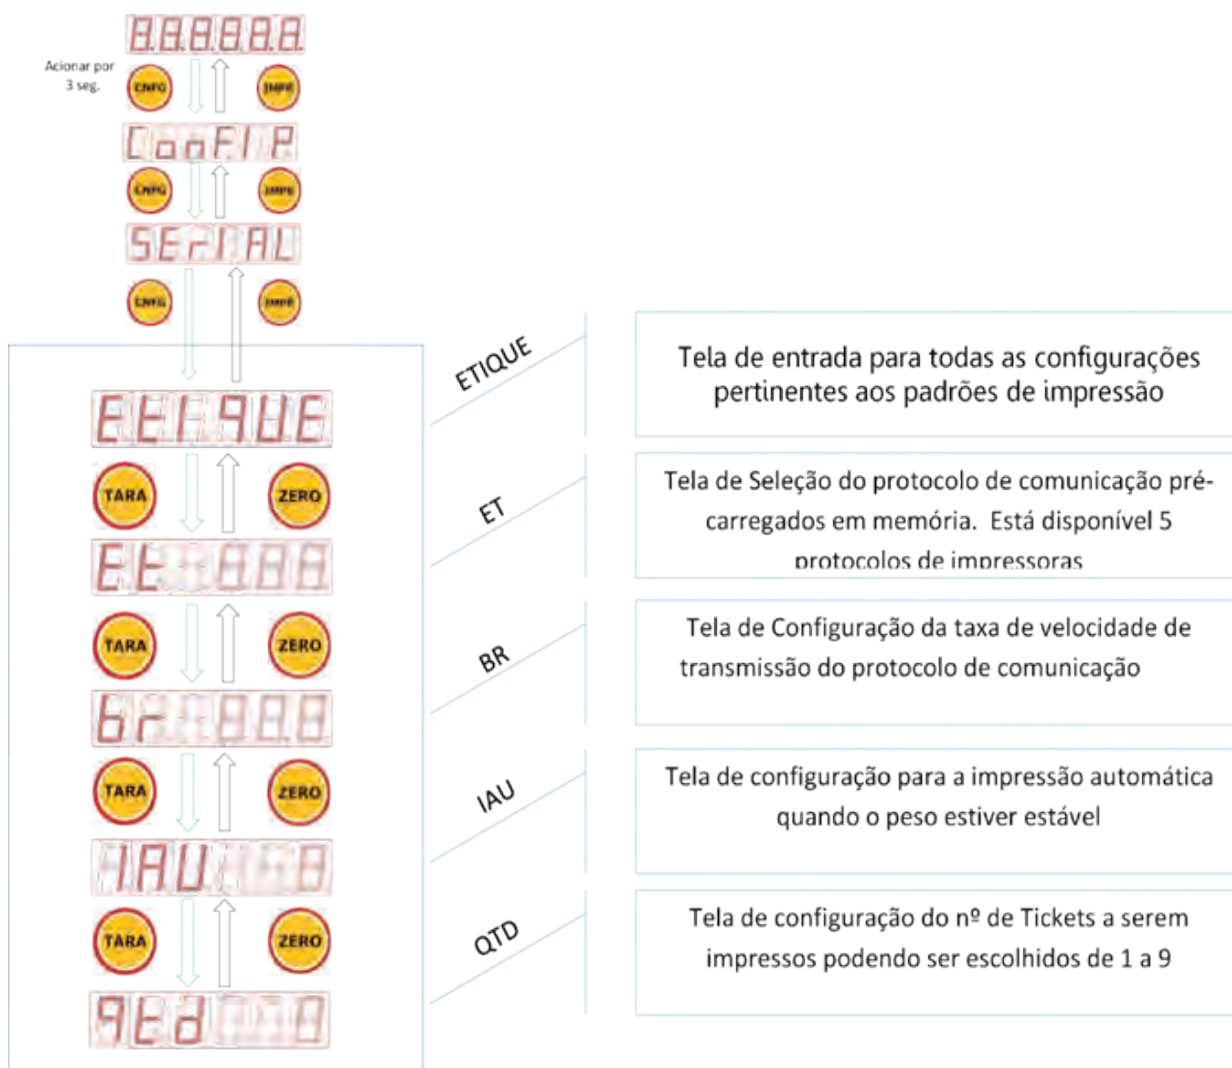 8.8.8.8.8.8.
Acionar por
3 seg.
CNFG
IMPR
ConF.I P.
CNFG
IMPR
SErIAL
CNFG
IMPR
EtIqUE
TARA
ZERO
Et
TARA
ZERO
br
TARA
ZERO
IAU
TARA
ZERO
qtd 0
ETIQUE
Tela de entrada para todas as configurações
pertinentes aos padrões de impressão
ET
Tela de Seleção do protocolo de comunicação pré-
carregados em memória. Está disponível 5
protocolos de impressoras
BR
Tela de Configuração da taxa de velocidade de
transmissão do protocolo de comunicação
IAU
Tela de configuração para a impressão automática
quando o peso estiver estável
QTD
Tela de configuração do nº de Tickets a serem
impressos podendo ser escolhidos de 1 a 9